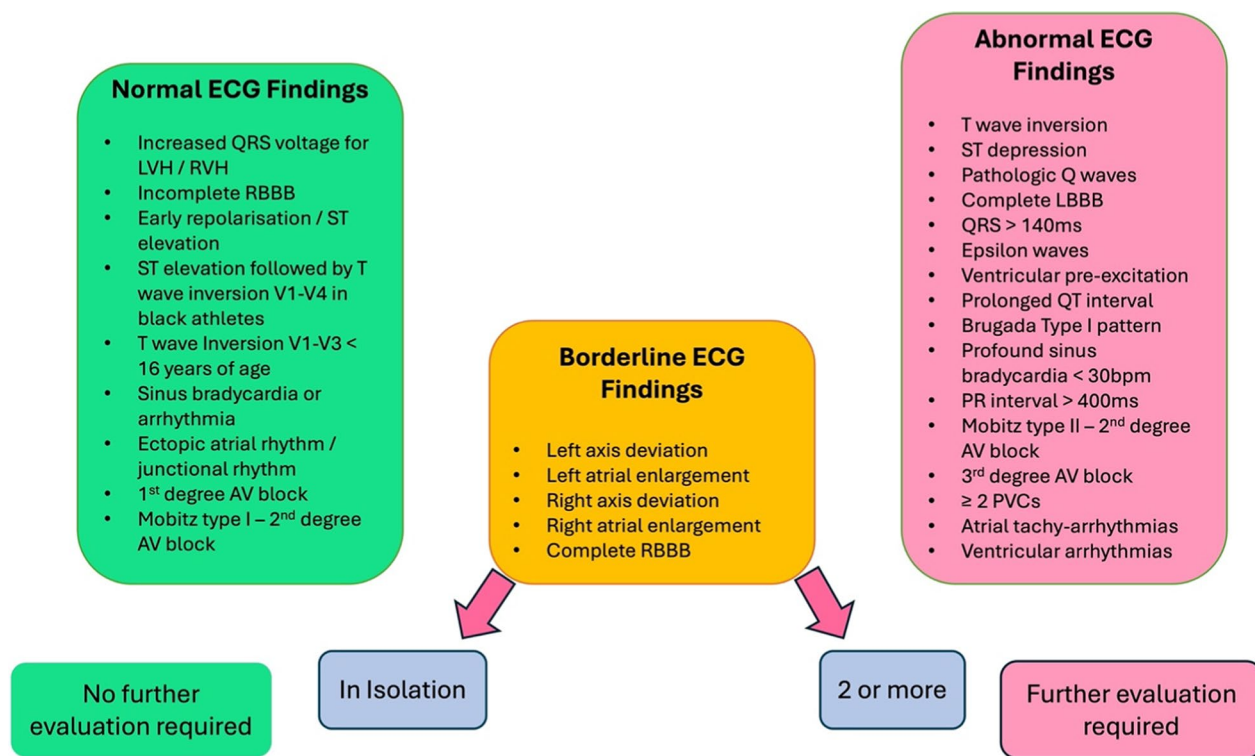 Normal ECG Findings
• Increased QRS voltage for
LVH / RVH
• Incomplete RBBB
• Early repolarisation / ST
elevation
• ST elevation followed by T
wave inversion V1-V4 in
black athletes
• T wave Inversion V1-V3 <
16 years of age
• Sinus bradycardia or
arrhythmia
• Ectopic atrial rhythm /
junctional rhythm
• 1st degree AV block
• Mobitz type I – 2nd degree
AV block
Borderline ECG
Findings
• Left axis deviation
• Left atrial enlargement
• Right axis deviation
• Right atrial enlargement
• Complete RBBB
Abnormal ECG
Findings
• T wave inversion
• ST depression
• Pathologic Q waves
• Complete LBBB
• QRS > 140ms
• Epsilon waves
• Ventricular pre-excitation
• Prolonged QT interval
• Brugada Type I pattern
• Profound sinus
bradycardia < 30bpm
• PR interval > 400ms
• Mobitz type II – 2nd degree
AV block
• 3rd degree AV block
• ≥ 2 PVCs
• Atrial tachy-arrhythmias
• Ventricular arrhythmias
No further
evaluation required
In Isolation
2 or more
Further evaluation
required